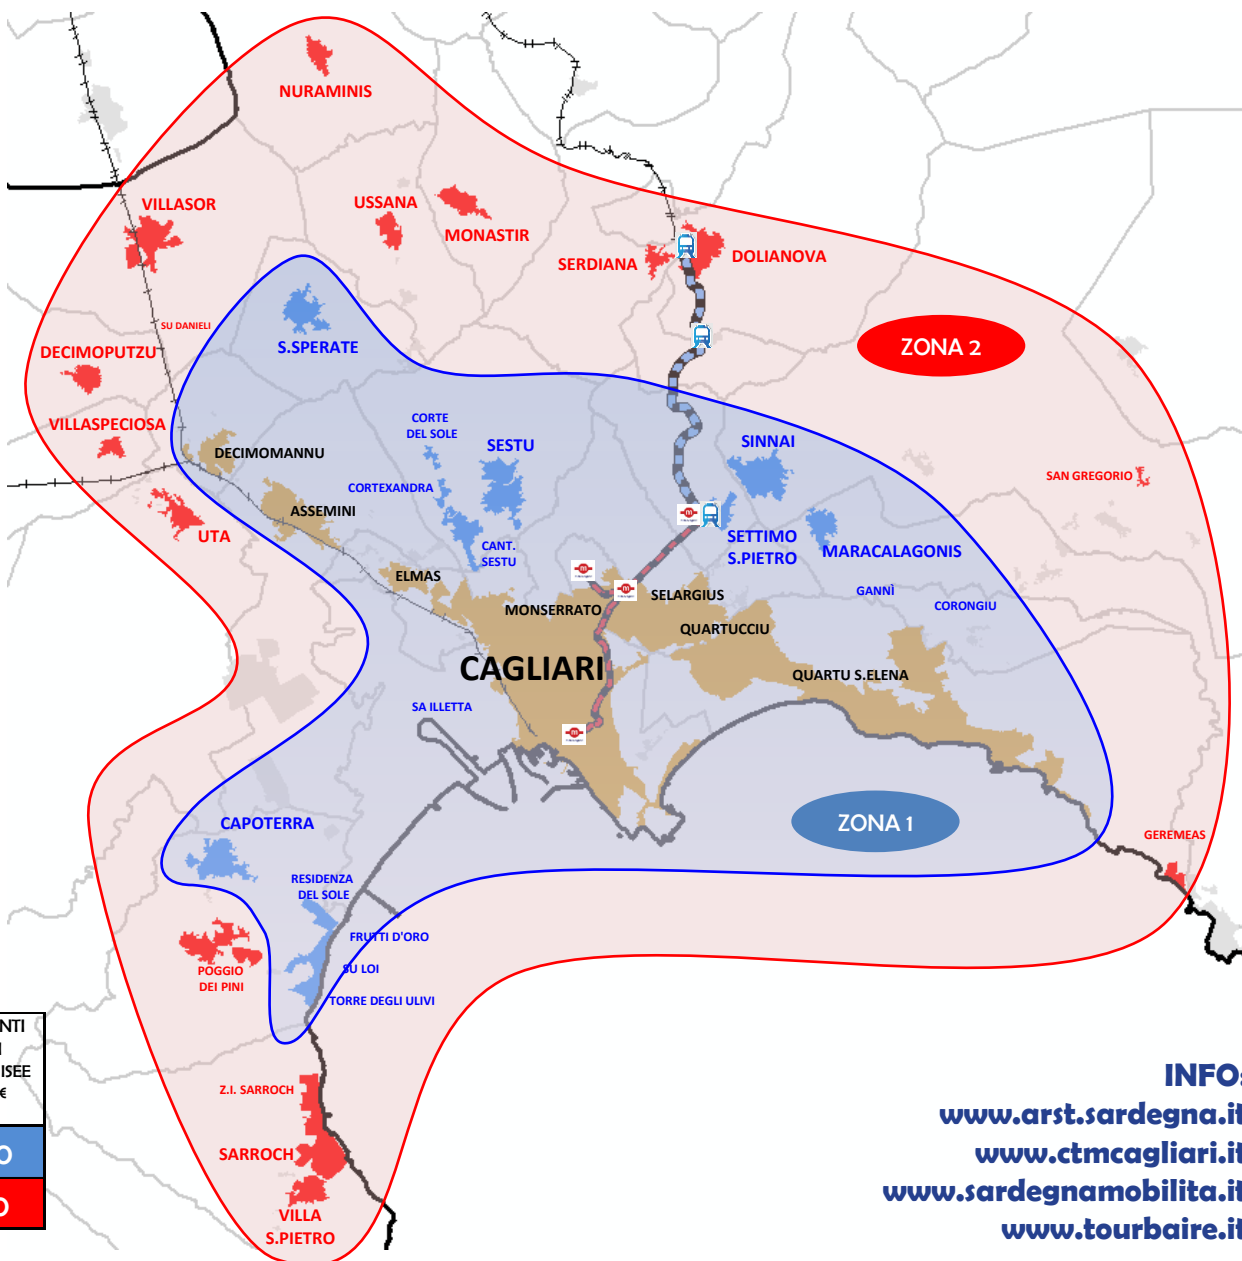 NURAMINIS
VILLASOR
USSANA
MONASTIR
SERDIANA
DOLIANOVA
SU DANIELI
S.SPERATE
ZONA 2
DECIMOPUTZU
VILLASPECIOSA
CORTE
DEL SOLE
SESTU
SINNAI
DECIMOMANNU
SAN GREGORIO
CORTEXANDRA
ASSEMINI
UTA
SETTIMO
S.PIETRO
MARACALAGONIS
CANT.
SESTU
ELMAS
MONSERRATO
SELARGIUS
GANNÌ
CORONGIU
QUARTUCCIU
CAGLIARI
QUARTU S.ELENA
SA ILLETTA
CAPOTERRA
ZONA 1
GEREMEAS
RESIDENZA
DEL SOLE
FRUTTI D'ORO
POGGIO
DEI PINI
SU LOI
TORRE DEGLI ULIVI
Z.I. SARROCH
SARROCH
VILLA
S.PIETRO
ISEE
€
INFO:
www.arst.sardegna.it
www.ctmcagliari.it
www.sardegnamobilita.it
www.tourbaire.it